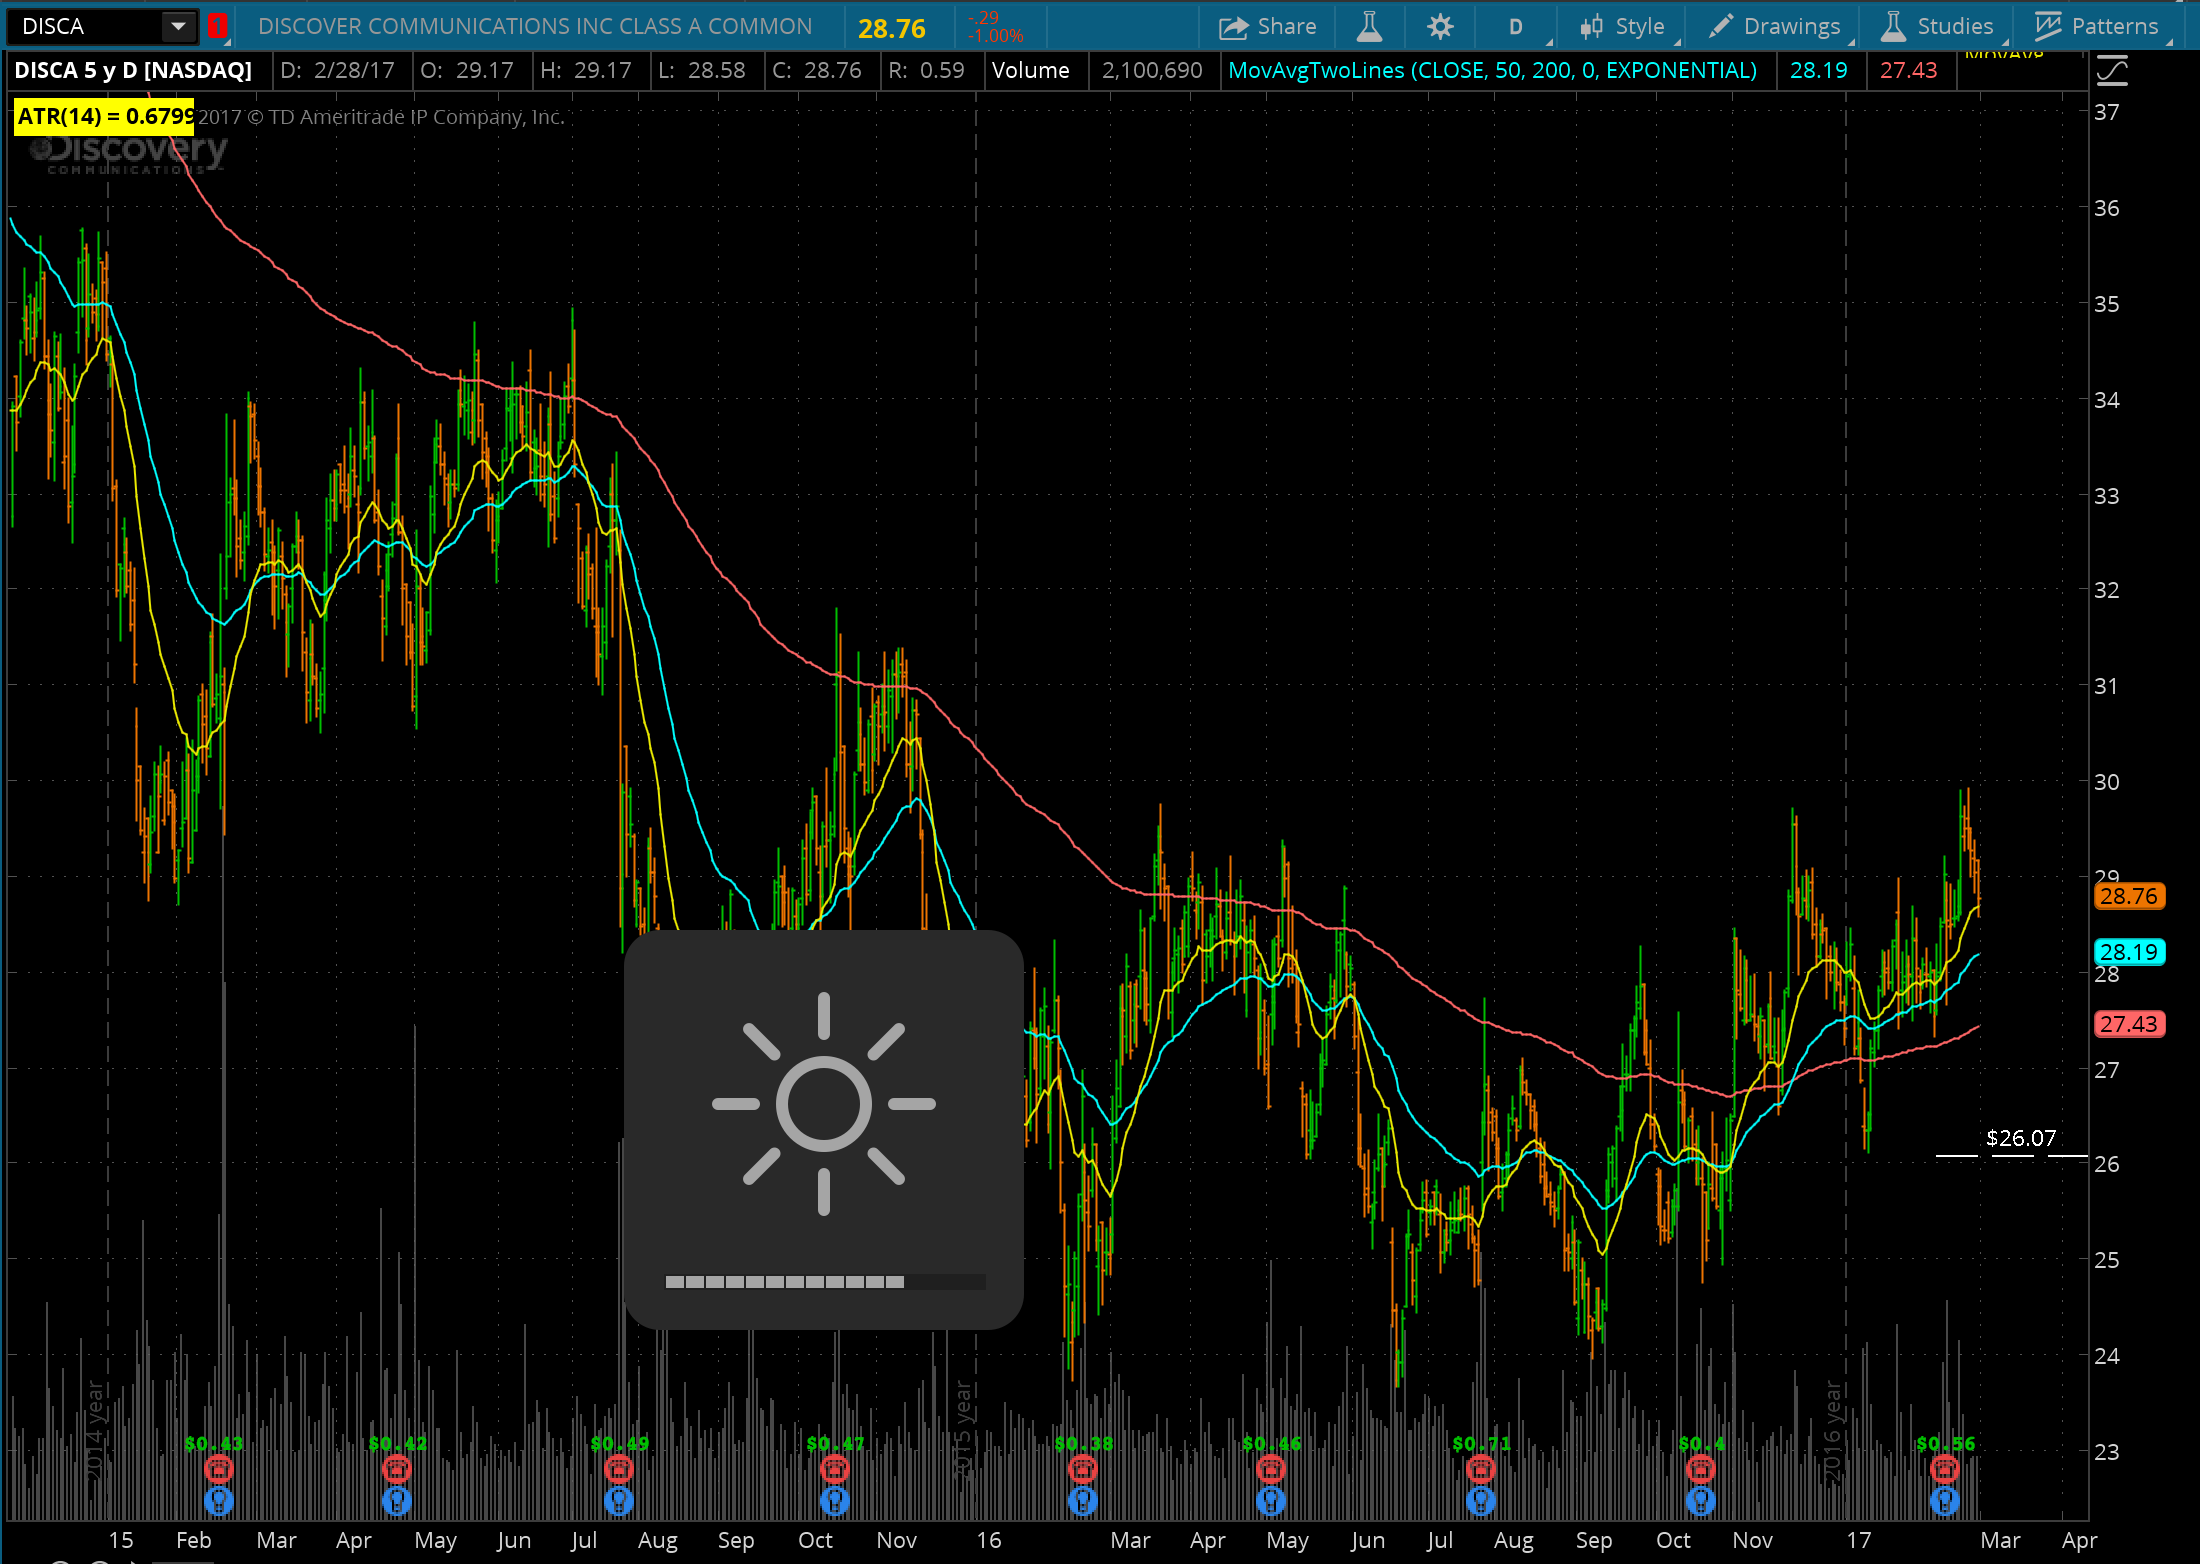 DISCA
1
DISCOVER COMMUNICATIONS INC CLASS A COMMON
28.76
-.29
-1.00%
Share
D
Style
Drawings
Studies
Patterns
DISCA 5 y D [NASDAQ]
D: 2/28/17
O: 29.17
H: 29.17
L: 28.58
C: 28.76
R: 0.59
Volume
2,100,690
MovAvgTwoLines (CLOSE, 50, 200, 0, EXPONENTIAL)
28.19
27.43
ATR(14) = 0.6799
2017 © TD Ameritrade IP Company, Inc.
Discovery
COMMUNICATIONS
37
36
35
34
33
32
31
30
29
28.76
28.19
28
27.43
27
$26.07
26
25
24
23
2014 year
2015 year
2016 year
$0.43
$0.42
$0.49
$0.47
$0.38
$0.46
$0.71
$0.4
$0.56
15 Feb Mar Apr May Jun Jul Aug Sep Oct Nov 16 Mar Apr May Jun Jul Aug Sep Oct Nov 17 Mar Apr